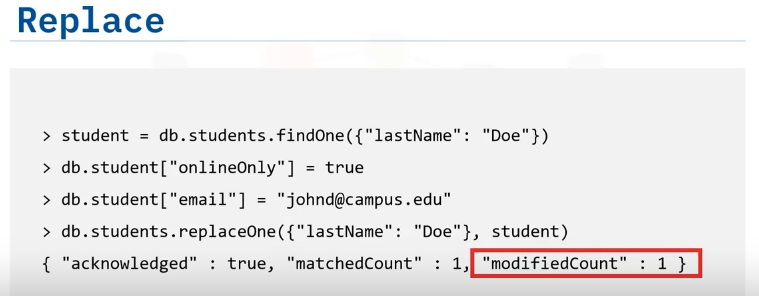 Replace
> student = db.students.findOne({"lastName": "Doe"})
> db.student["onlineOnly"] = true
> db.student["email"] = "johnd@campus.edu"
> db.students.replaceOne({"lastName": "Doe"}, student)
{ "acknowledged" : true, "matchedCount" : 1, "modifiedCount" : 1 }